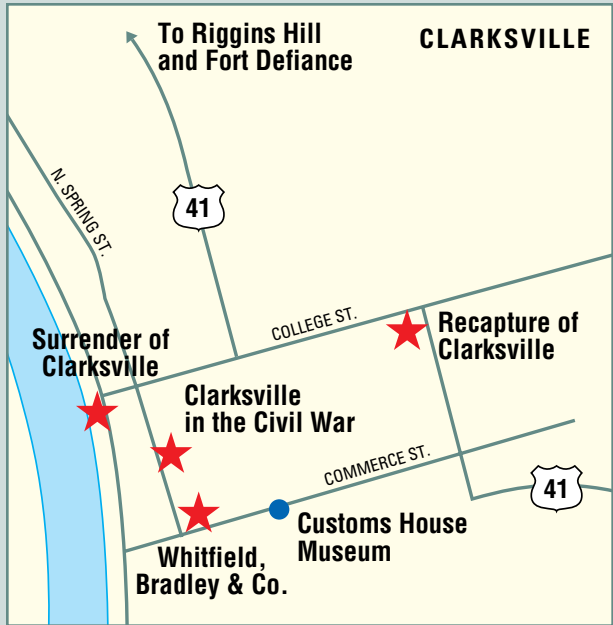 To Riggins Hill
and Fort Defiance
CLARKSVILLE
N. SPRING ST.
41
COLLEGE ST.
Surrender of
Clarksville
Recapture of
Clarksville
Clarksville
in the Civil War
COMMERCE ST.
41
Customs House
Museum
Whitfield,
Bradley & Co.